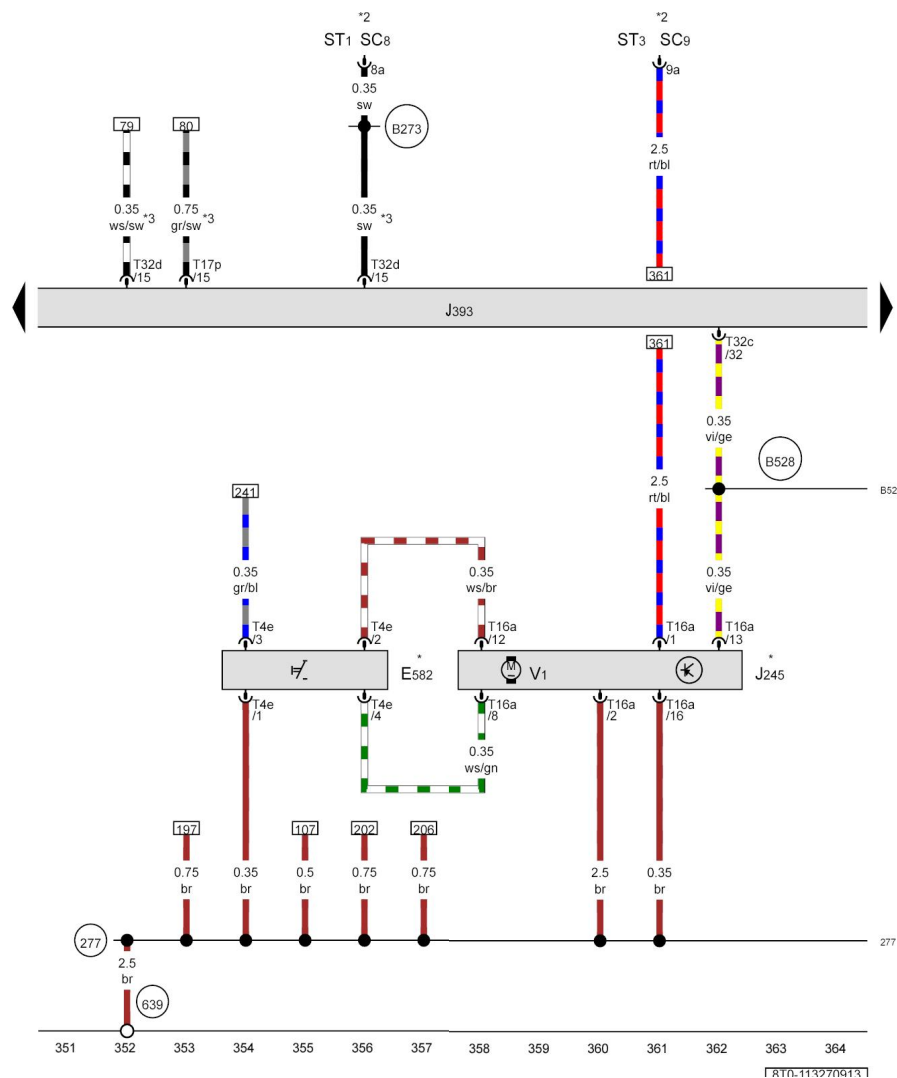 *2 *2
ST1 SC8 ST3 SC9
8a 9a
0.35
sw
79 80 B273
2.5
rt/bl
0.35 0.75 0.35
ws/sw*3 gr/sw*3 sw *3
T32d T17p T32d
/15 /15 /15 361
J393
361 T32c
/32
0.35
vi/ge
B528
241 2.5 B52
rt/bl
0.35 0.35 0.35
gr/bl ws/br vi/ge
T4e T4e T16a T16a T16a
/3 /2 /12 /1 /13
* *
E582 M V1 J245
T4e T4e T16a T16a T16a
/1 /4 /8 /2 /16
0.35
ws/gn
197 107 202 206
0.75 0.35 0.5 0.75 0.75 2.5 0.35
br br br br br br br
277 277
2.5
br
639
351 352 353 354 355 356 357 358 359 360 361 362 363 364
8T0-113270913